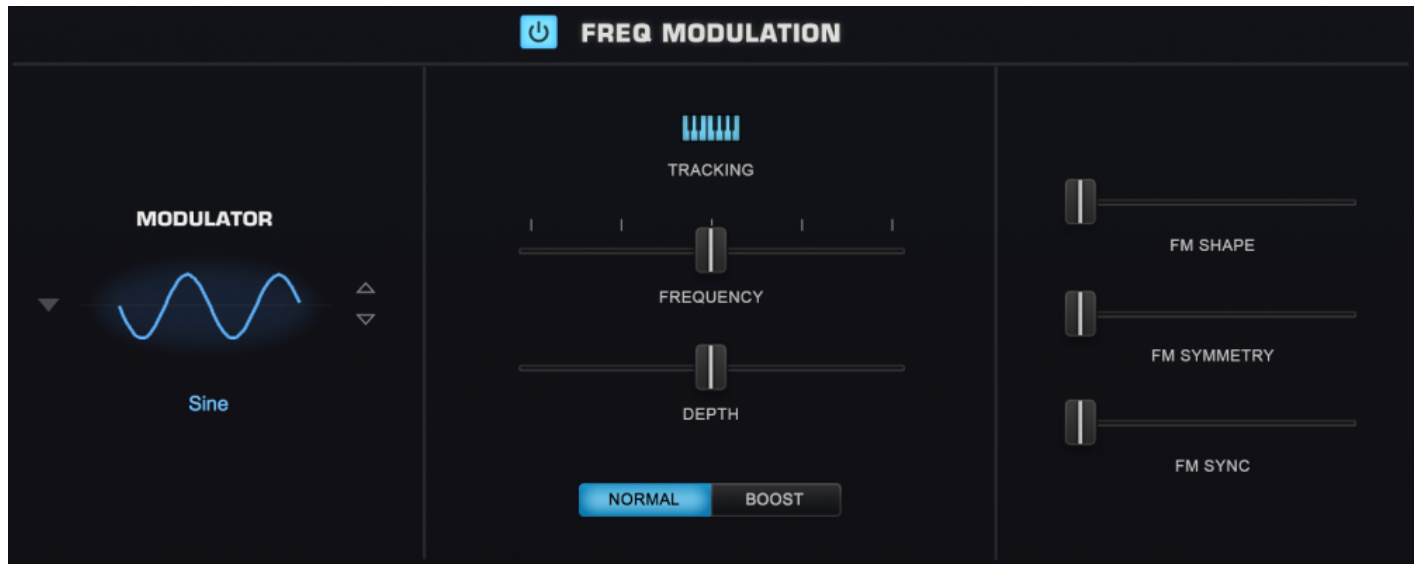 FREQ MODULATION
MODULATOR
Sine
TRACKING
FREQUENCY
DEPTH
NORMAL BOOST
FM SHAPE
FM SYMMETRY
FM SYNC